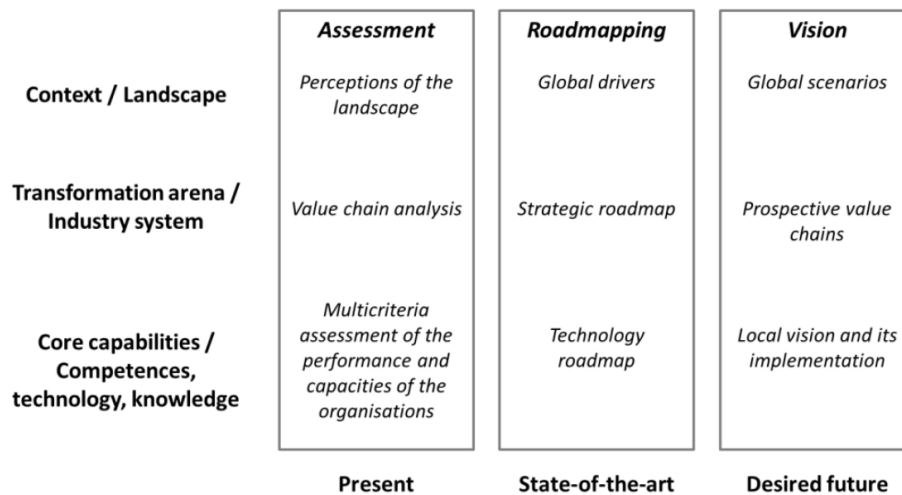 Assessment
Roadmapping
Vision
Context / Landscape
Perceptions of the
landscape
Global drivers
Global scenarios
Transformation arena /
Industry system
Value chain analysis
Strategic roadmap
Prospective value
chains
Core capabilities /
Competences,
technology, knowledge
Multicriteria
assessment of the
performance and
capacities of the
organisations
Technology
roadmap
Local vision and its
implementation
Present
State-of-the-art
Desired future